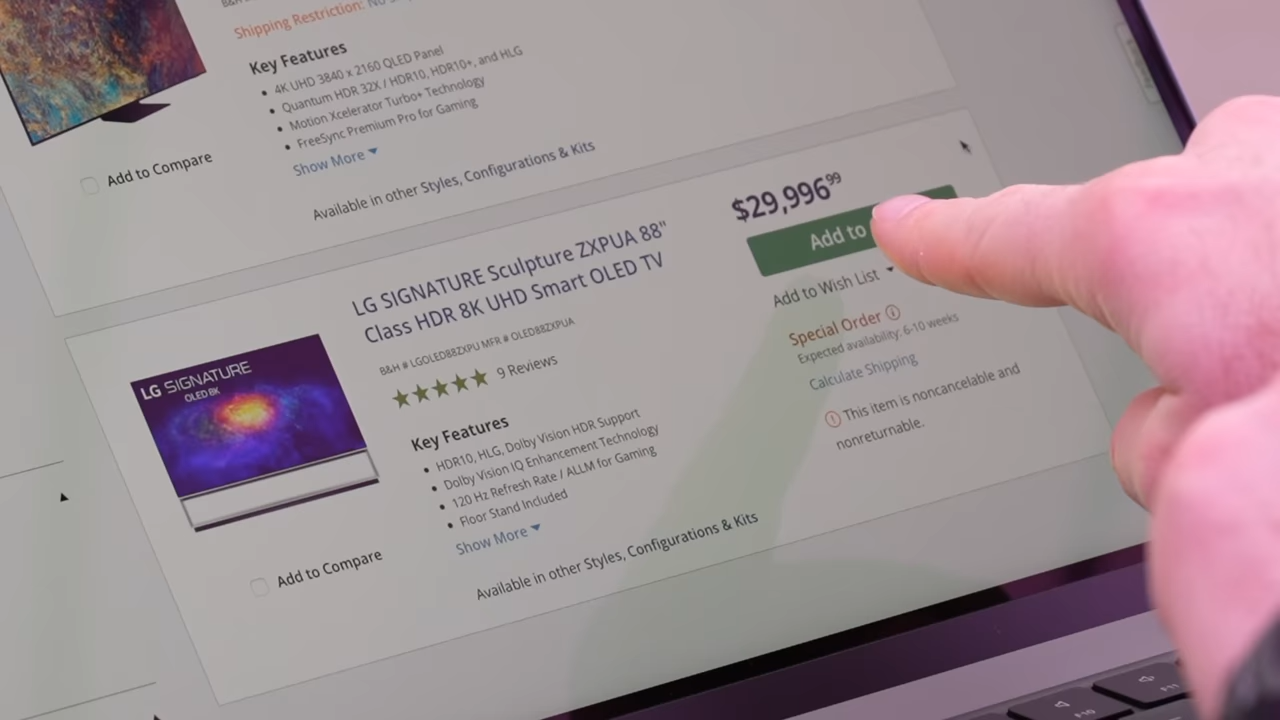 Shipping Restriction: No
Key Features
4K UHD 3840 x 2160 QLED Panel
Quantum HDR 32X / HDR10, HDR10+, and HLG
Motion Xcelerator Turbo+ Technology
FreeSync Premium Pro for Gaming
Show More
Add to Compare
Available in other Styles, Configurations & Kits
LG SIGNATURE Sculpture ZXPUA 88"
Class HDR 8K UHD Smart OLED TV
B&H # LGOLED88ZXPU MFR # OLED88ZXPUA
9 Reviews
Key Features
HDR10, HLG, Dolby Vision HDR Support
Dolby Vision IQ Enhancement Technology
120 Hz Refresh Rate / ALLM for Gaming
Floor Stand Included
Show More
Available in other Styles, Configurations & Kits
LG SIGNATURE
OLED 8K
Add to Compare
$29,996.99
Add to
Add to Wish List
Special Order
Expected availability: 6-10 weeks
Calculate Shipping
This item is noncancelable and
nonreturnable.
F10
F11